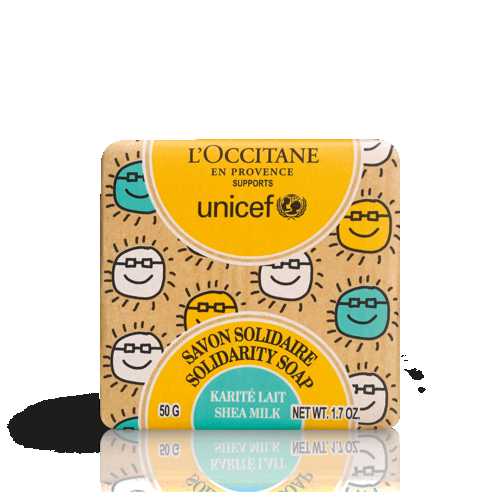 L'OCCITANE
EN PROVENCE
SUPPORTS
unicef
SAVON SOLIDAIRE
SOLIDARITY SOAP
KARITÉ LAIT
SHEA MILK
50 G
NET WT. 1.7 OZ.